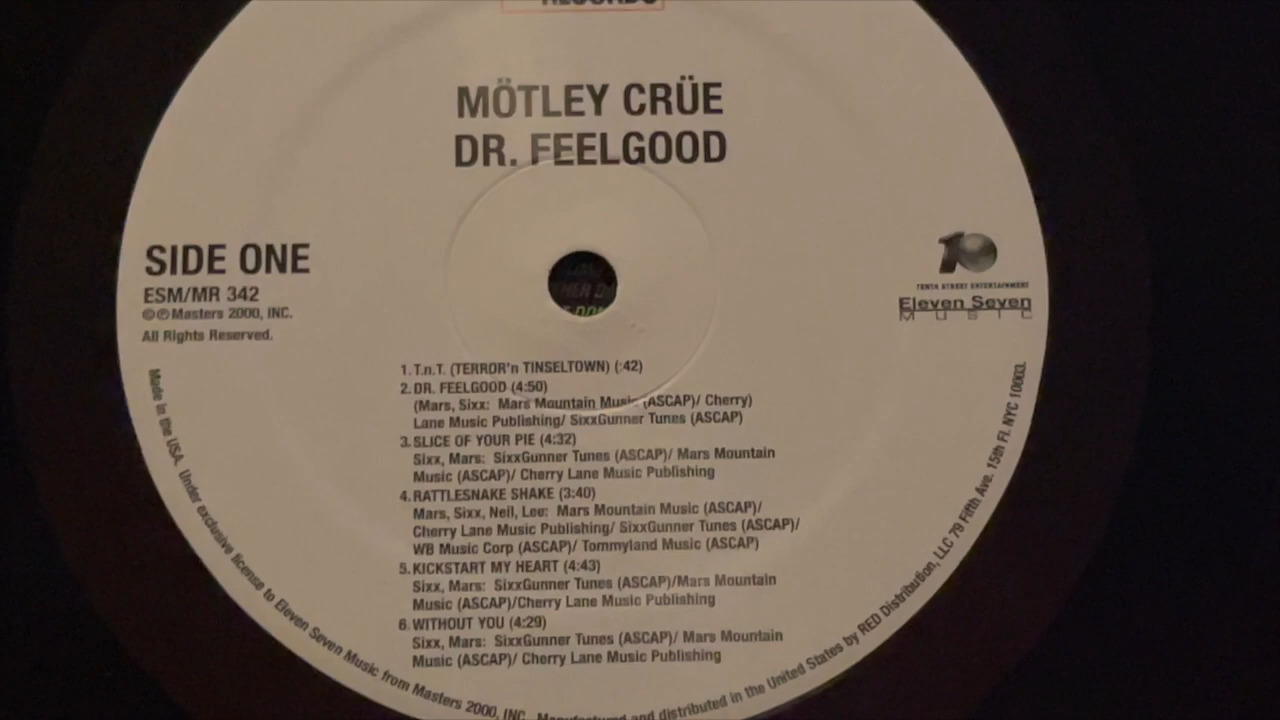 RECORDS
MÖTLEY CRÜE
DR. FEELGOOD
SIDE ONE
ESM/MR 342
©℗Masters 2000, INC.
All Rights Reserved.
10
TENTH STREET ENTERTAINMENT
Eleven Seven
MUSIC
1. T.n.T. (TERROR'n TINSELTOWN) (:42)
2. DR. FEELGOOD (4:50)
(Mars, Sixx: Mars Mountain Music (ASCAP)/ Cherry)
Lane Music Publishing/ SixxGunner Tunes (ASCAP)
3. SLICE OF YOUR PIE (4:32)
Sixx, Mars: SixxGunner Tunes (ASCAP)/ Mars Mountain
Music (ASCAP)/ Cherry Lane Music Publishing
4. RATTLESNAKE SHAKE (3:40)
Mars, Sixx, Neil, Lee: Mars Mountain Music (ASCAP)/
Cherry Lane Music Publishing/ SixxGunner Tunes (ASCAP)/
WB Music Corp (ASCAP)/ Tommyland Music (ASCAP)
5. KICKSTART MY HEART (4:43)
Sixx, Mars: SixxGunner Tunes (ASCAP)/Mars Mountain
Music (ASCAP)/Cherry Lane Music Publishing
6. WITHOUT YOU (4:29)
Sixx, Mars: SixxGunner Tunes (ASCAP)/ Mars Mountain
Music (ASCAP)/ Cherry Lane Music Publishing
Made in the USA. Under exclusive license to Eleven Seven Music from Masters 2000, INC. Manufactured and distributed in the United States by RED Distribution, LLC 79 Fifth Ave. 15th Fl. NYC 10003.